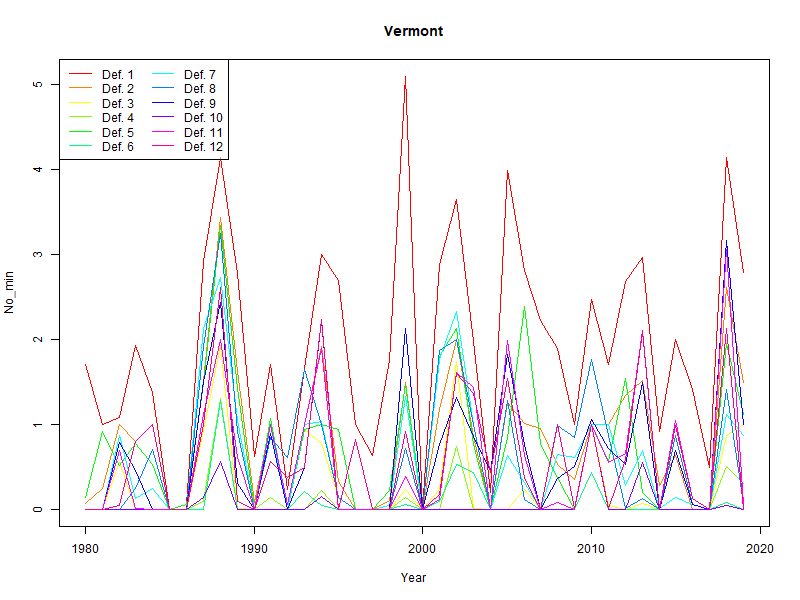 Vermont
5
4
3
2
1
0
No_min
Def. 1
Def. 2
Def. 3
Def. 4
Def. 5
Def. 6
Def. 7
Def. 8
Def. 9
Def. 10
Def. 11
Def. 12
1980 1990 2000 2010 2020
Year